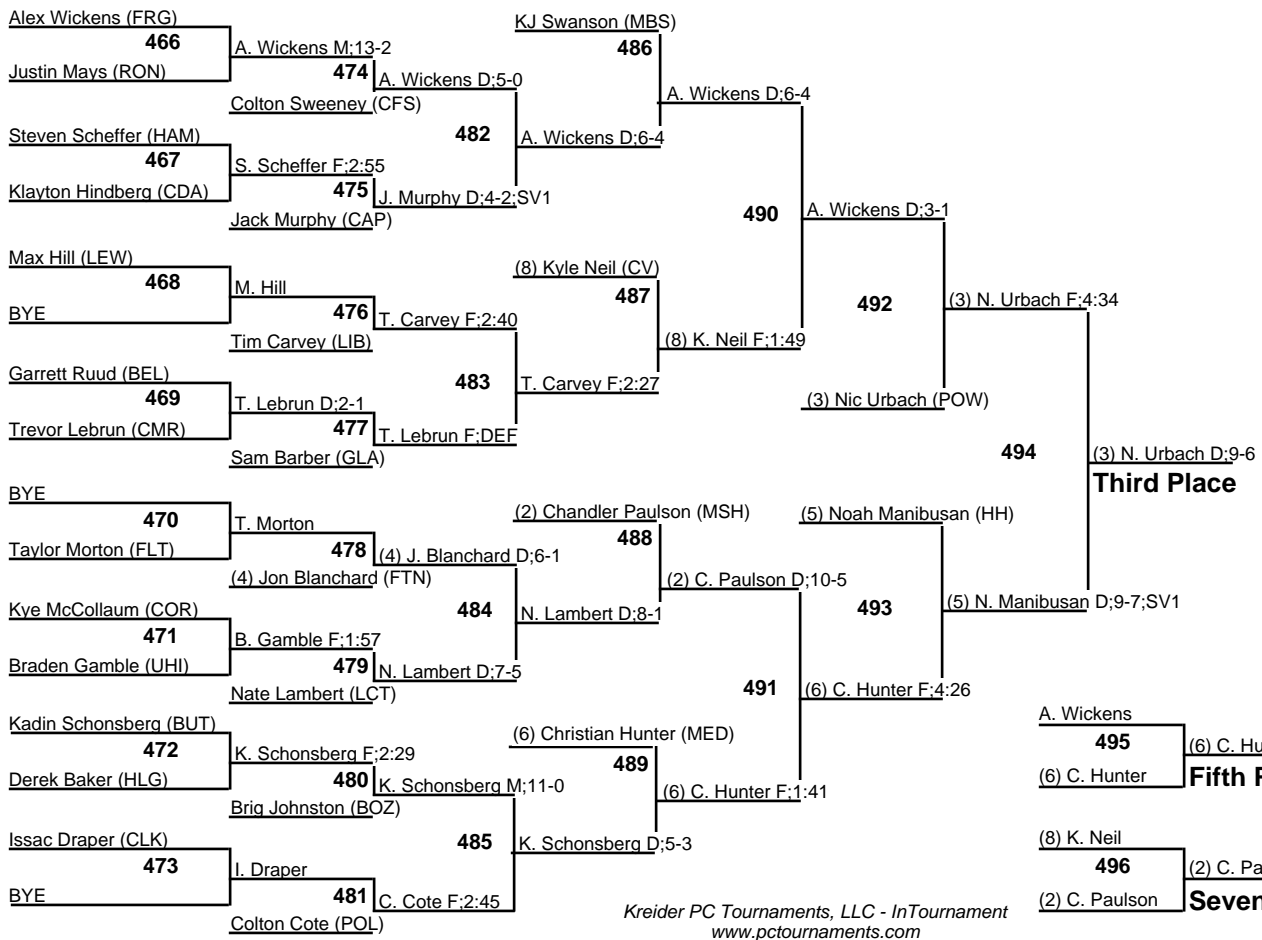 Alex Wickens (FRG)
466
Justin Mays (RON)
A. Wickens M;13-2
474
Colton Sweeney (CFS)
A. Wickens D;5-0
Steven Scheffer (HAM)
467
Klayton Hindberg (CDA)
S. Scheffer F;2:55
475
Jack Murphy (CAP)
J. Murphy D;4-2;SV1
482
A. Wickens D;6-4
KJ Swanson (MBS)
486
A. Wickens D;6-4
Max Hill (LEW)
468
BYE
M. Hill
476
Tim Carvey (LIB)
T. Carvey F;2:40
Garrett Ruud (BEL)
469
Trevor Lebrun (CMR)
T. Lebrun D;2-1
477
Sam Barber (GLA)
T. Lebrun F;DEF
483
T. Carvey F;2:27
(8) Kyle Neil (CV)
487
(8) K. Neil F;1:49
490
A. Wickens D;3-1
492
(3) Nic Urbach (POW)
(3) N. Urbach F;4:34
BYE
470
Taylor Morton (FLT)
T. Morton
478
(4) Jon Blanchard (FTN)
(4) J. Blanchard D;6-1
Kye McCollaum (COR)
471
Braden Gamble (UHI)
B. Gamble F;1:57
479
Nate Lambert (LCT)
N. Lambert D;7-5
484
N. Lambert D;8-1
(2) Chandler Paulson (MSH)
488
(2) C. Paulson D;10-5
Kadin Schonsberg (BUT)
472
Derek Baker (HLG)
K. Schonsberg F;2:29
480
Brig Johnston (BOZ)
K. Schonsberg M;11-0
Issac Draper (CLK)
473
BYE
I. Draper
481
Colton Cote (POL)
C. Cote F;2:45
485
K. Schonsberg D;5-3
(6) Christian Hunter (MED)
489
(6) C. Hunter F;1:41
491
(6) C. Hunter F;4:26
(5) Noah Manibusan (HH)
493
(5) N. Manibusan D;9-7;SV1
494
(3) N. Urbach D;9-6
Third Place
A. Wickens
495
(6) C. Hunter
(6) C. Hu
Fifth
(8) K. Neil
496
(2) C. Paulson
(2) C. Pa
Seven
Kreider PC Tournaments, LLC - InTournament
www.pctournaments.com